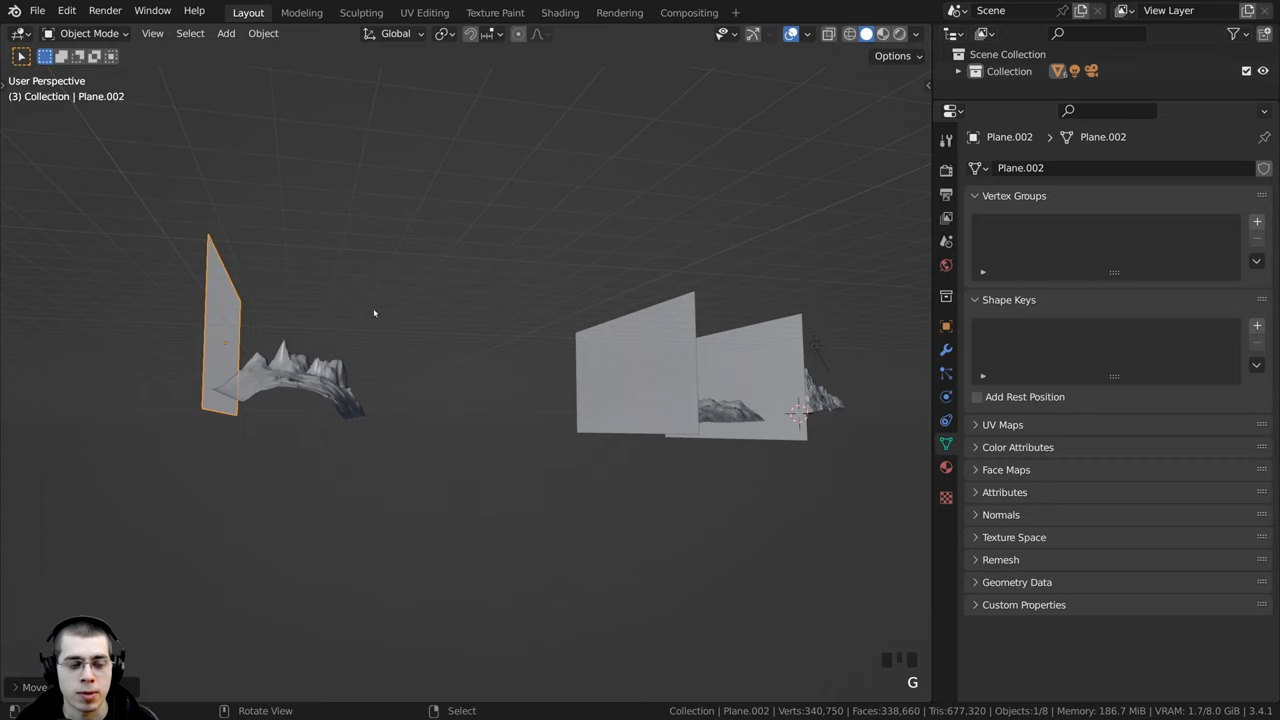 File Edit Render Window Help Layout Modeling Sculpting UV Editing Texture Paint Shading Rendering Compositing + Scene View Layer
Object Mode View Select Add Object Global
Options
Scene Collection
Collection 6
User Perspective
(3) Collection | Plane.002
Plane.002 > Plane.002
Plane.002
Vertex Groups
Shape Keys
Add Rest Position
UV Maps
Color Attributes
Face Maps
Attributes
Normals
Texture Space
Remesh
Geometry Data
Custom Properties
Move
G
Rotate View Select Collection | Plane.002 | Verts:340,750 | Faces:338,660 | Tris:677,320 | Objects:1/8 | Memory: 186.7 MiB | VRAM: 1.7/8.0 GiB | 3.4.1